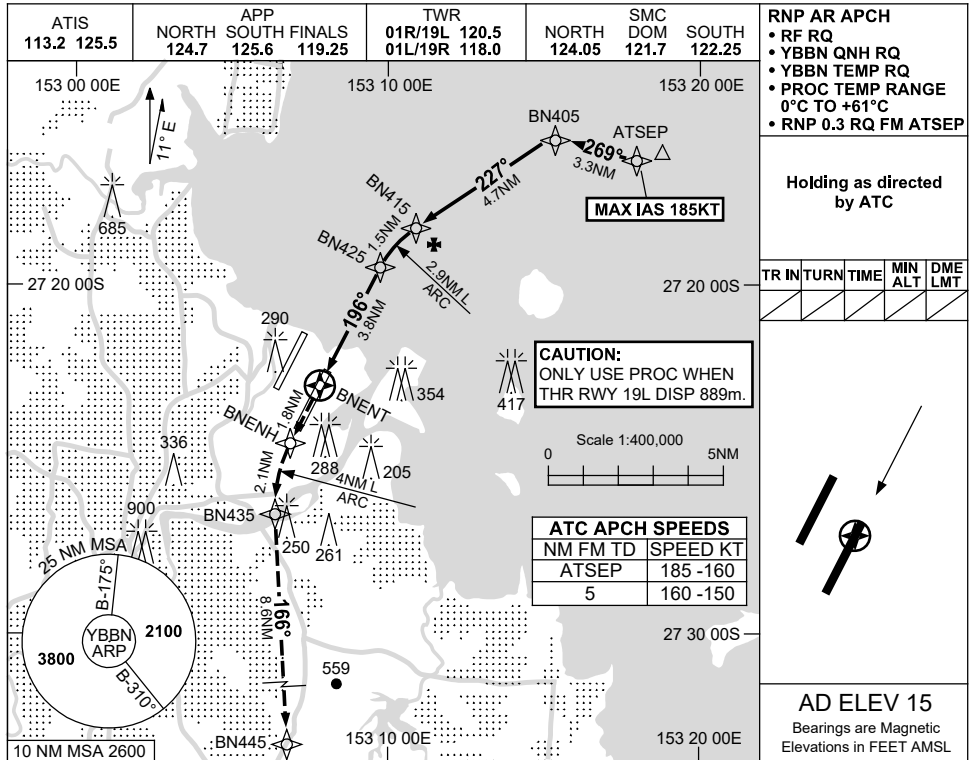 ATIS
113.2 125.5
APP
NORTH SOUTH FINALS
124.7 125.6 119.25
TWR
01R/19L 120.5
01L/19R 118.0
SMC
NORTH DOM SOUTH
124.05 121.7 122.25
RNP AR APCH
• RF RQ
• YBBN QNH RQ
• YBBN TEMP RQ
• PROC TEMP RANGE
0°C TO +61°C
• RNP 0.3 RQ FM ATSEP
Holding as directed
by ATC
TR IN TURN TIME MIN ALT DME LMT
153 00 00E
153 10 00E
153 20 00E
11° E
BN405
ATSEP
269°
3.3NM
MAX IAS 185KT
227°
4.7NM
685
BN415
1.5NM
BN425
2.9NM L
ARC
27 20 00S
27 20 00S
196°
3.8NM
290
354
417
CAUTION:
ONLY USE PROC WHEN
THR RWY 19L DISP 889m.
BNENT
1.8NM
BNENH
288
205
336
Scale 1:400,000
0 5NM
2.1NM
4NM L
ARC
BN435
900
250
261
ATC APCH SPEEDS
NM FM TD SPEED KT
ATSEP 185 -160
5 160 -150
25 NM MSA
B-175°
YBBN
ARP
2100
3800
B-310°
166°
8.6NM
27 30 00S
559
BN445
153 10 00E
153 20 00E
10 NM MSA 2600
AD ELEV 15
Bearings are Magnetic
Elevations in FEET AMSL